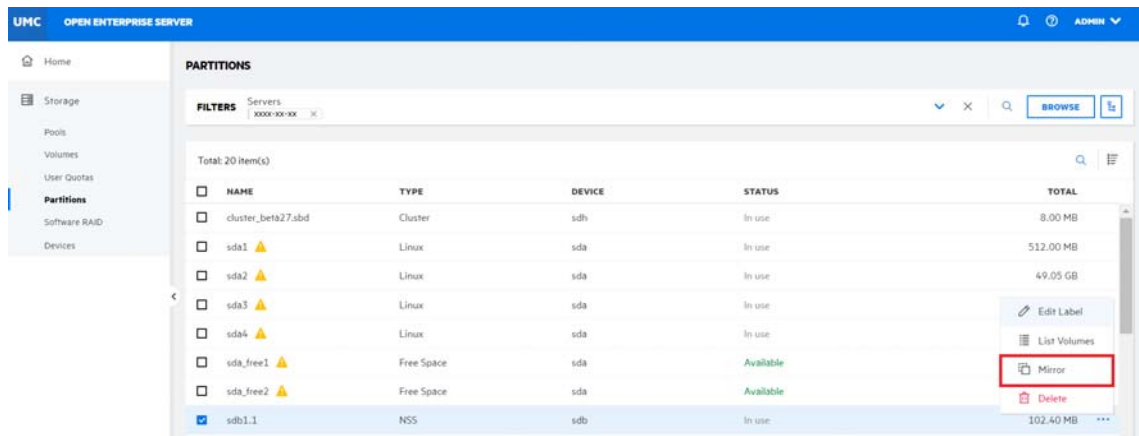 UMC OPEN ENTERPRISE SERVER ADMIN
Home
Storage
Pools
Volumes
User Quotas
Partitions
Software RAID
Devices
PARTITIONS
FILTERS Servers
xxxx-xx-xx
BROWSE
Total: 20 item(s)
NAME TYPE DEVICE STATUS TOTAL
cluster_beta27.sbd Cluster sdh In use 8.00 MB
sda1 Linux sda In use 512.00 MB
sda2 Linux sda In use 49.05 GB
sda3 Linux sda In use
sda4 Linux sda In use
sda_free1 Free Space sda Available
sda_free2 Free Space sda Available
sdb1.1 NSS sdb In use 102.40 MB
Edit Label
List Volumes
Mirror
Delete